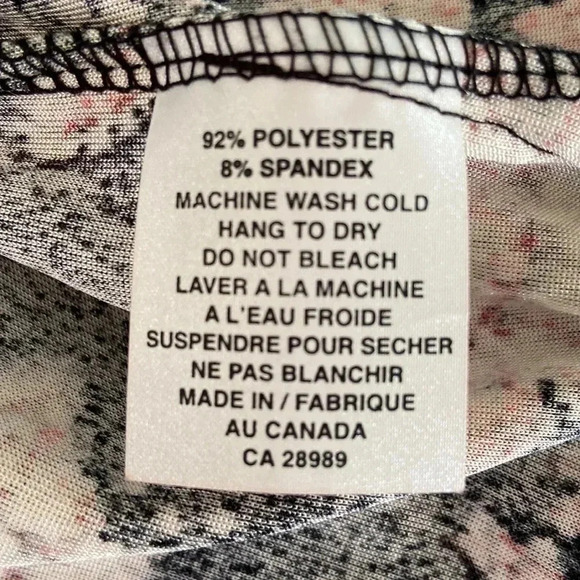 92% POLYESTER
8% SPANDEX
MACHINE WASH COLD
HANG TO DRY
DO NOT BLEACH
LAVER A LA MACHINE
A L'EAU FROIDE
SUSPENDRE POUR SECHER
NE PAS BLANCHIR
MADE IN / FABRIQUE
AU CANADA
CA 28989